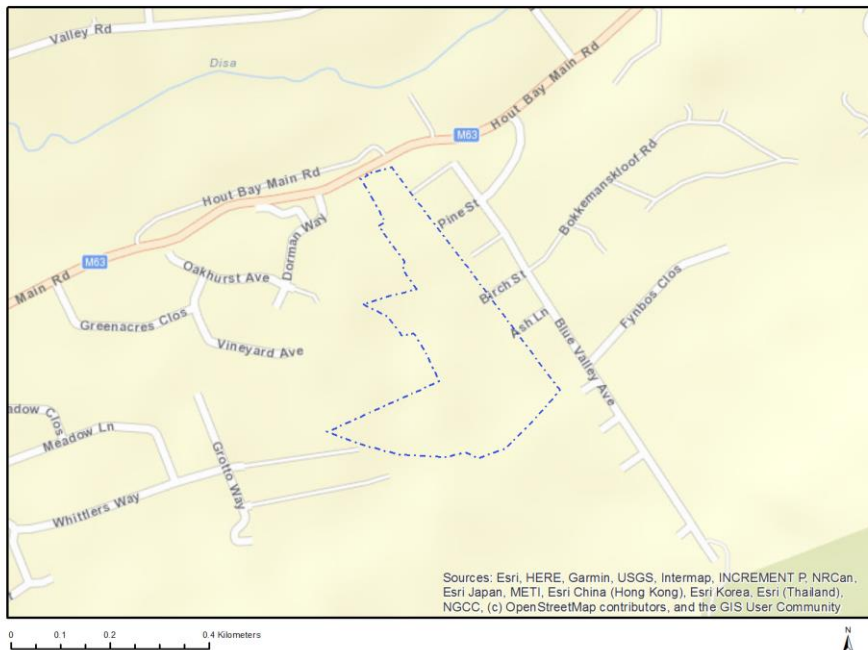 Valley Rd
Disa
Hout Bay Main Rd
M63
Hout Bay Main Rd
Bokkemanskloof Rd
Pine St
Dorman Way
M63
Main Rd
Oakhurst Ave
Birch St
Fynbos Clos
Greenacres Clos
Ash Ln
Blue Valley Ave
Vineyard Ave
adow Clos
Meadow Ln
Grotto Way
Whittlers Way
Sources: Esri, HERE, Garmin, USGS, Intermap, INCREMENT P, NRCan,
Esri Japan, METI, Esri China (Hong Kong), Esri Korea, Esri (Thailand),
NGCC, (c) OpenStreetMap contributors, and the GIS User Community
0 0.1 0.2 0.4 Kilometers
N